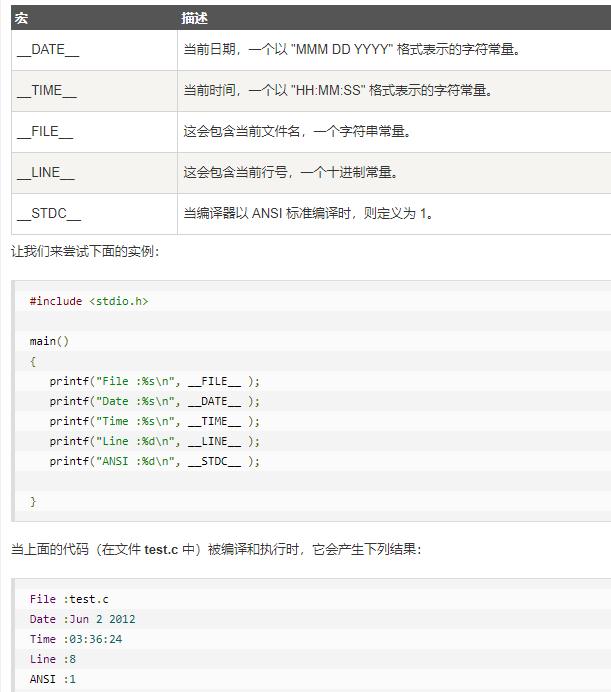 宏 描述
__DATE__ 当前日期，一个以 "MMM DD YYYY" 格式表示的字符常量。
__TIME__ 当前时间，一个以 "HH:MM:SS" 格式表示的字符常量。
__FILE__ 这会包含当前文件名，一个字符串常量。
__LINE__ 这会包含当前行号，一个十进制常量。
__STDC__ 当编译器以 ANSI 标准编译时，则定义为 1。
让我们来尝试下面的实例：
#include <stdio.h>
main()
{
printf("File :%s\n", __FILE__ );
printf("Date :%s\n", __DATE__ );
printf("Time :%s\n", __TIME__ );
printf("Line :%d\n", __LINE__ );
printf("ANSI :%d\n", __STDC__ );
}
当上面的代码（在文件 test.c 中）被编译和执行时，它会产生下列结果：
File :test.c
Date :Jun 2 2012
Time :03:36:24
Line :8
ANSI :1